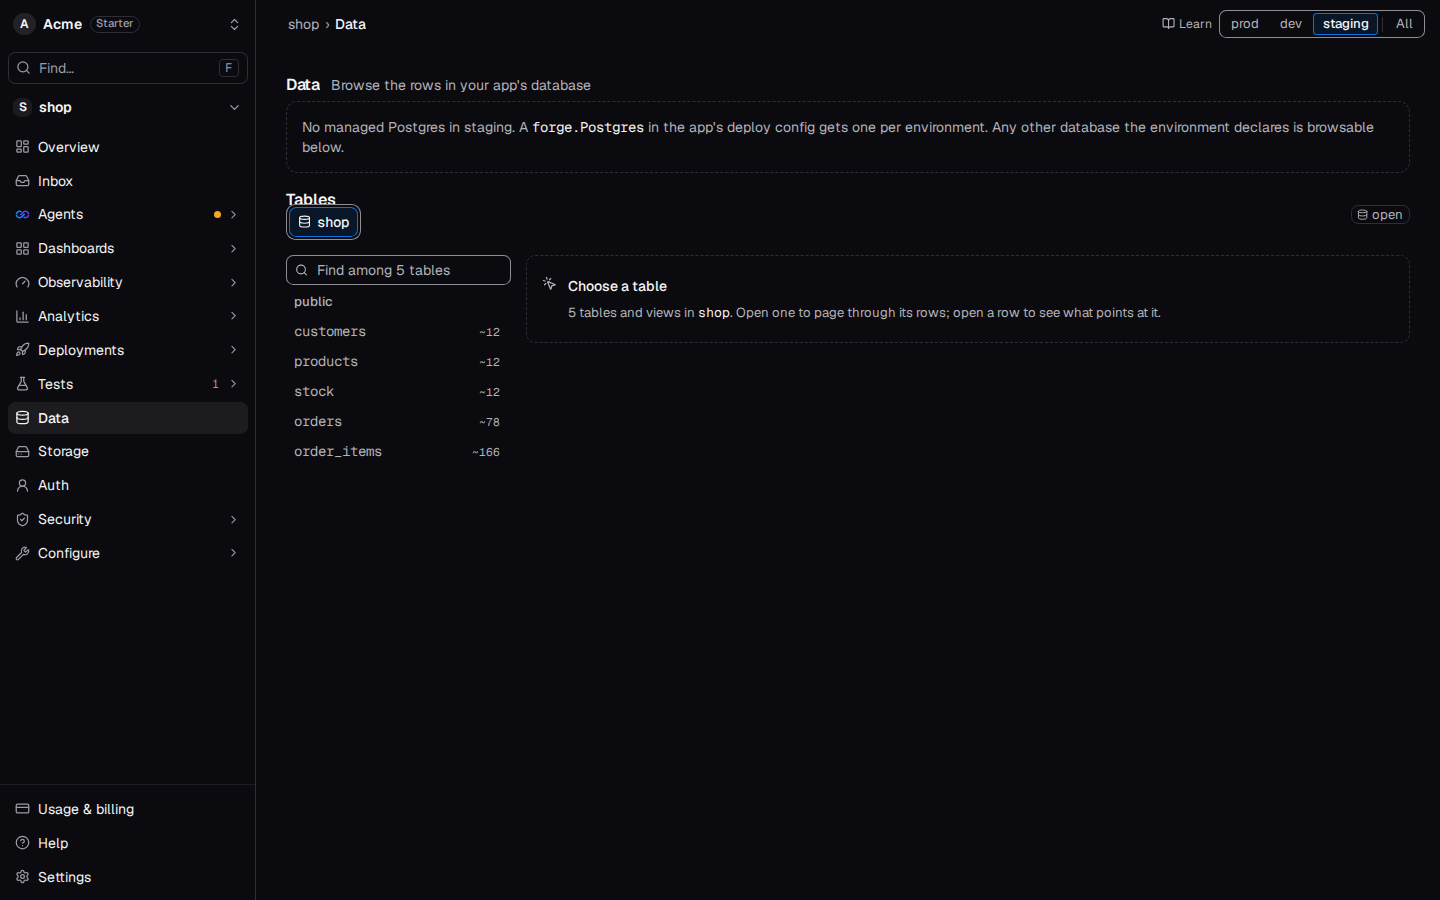 A Acme Starter
Find...
F
S shop
Overview
Inbox
Agents
Dashboards
Observability
Analytics
Deployments
Tests 1
Data
Storage
Auth
Security
Configure
Usage & billing
Help
Settings
shop › Data
Learn
prod dev staging All
Data Browse the rows in your app's database
No managed Postgres in staging. A forge.Postgres in the app's deploy config gets one per environment. Any other database the environment declares is browsable
below.
Tables
shop
open
Find among 5 tables
public
customers ~12
products ~12
stock ~12
orders ~78
order_items ~166
Choose a table
5 tables and views in shop. Open one to page through its rows; open a row to see what points at it.